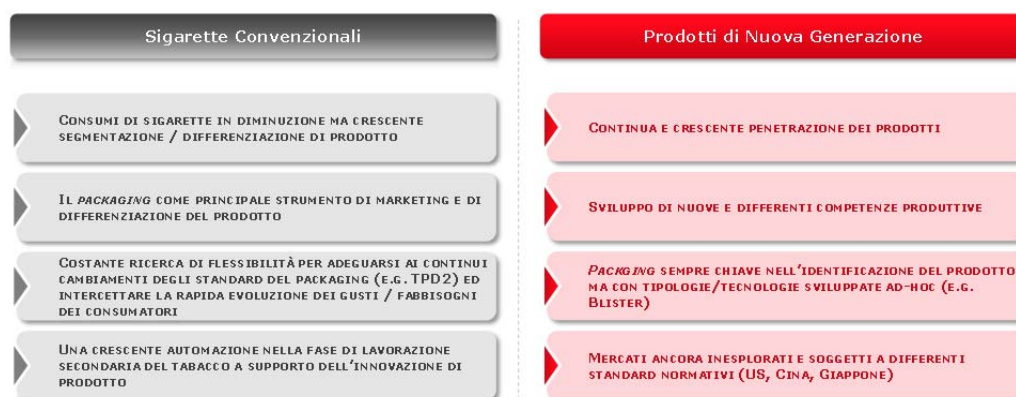 Sigarette Convenzionali
CONSUMI DI SIGARETTE IN DIMINUZIONE MA CRESCENTE
SEGMENTAZIONE / DIFFERENZIAZIONE DI PRODOTTO
IL PACKAGING COME PRINCIPALE STRUMENTO DI MARKETING E DI
DIFFERENZIAZIONE DEL PRODOTTO
COSTANTE RICERCA DI FLESSIBILITÀ PER ADEGUARSI AI CONTINUI
CAMBIAMENTI DEGLI STANDARD DEL PACKAGING (E.G. TPD2) ED
INTERCETTARE LA RAPIDA EVOLUZIONE DEI GUSTI / FABBISOGNI
DEI CONSUMATORI
UNA CRESCENTE AUTOMAZIONE NELLA FASE DI LAVORAZIONE
SECONDARIA DEL TABACCO A SUPPORTO DELL'INNOVAZIONE DI
PRODOTTO
Prodotti di Nuova Generazione
CONTINUA E CRESCENTE PENETRAZIONE DEI PRODOTTI
SVILUPPO DI NUOVE E DIFFERENTI COMPETENZE PRODUTTIVE
PACKGING SEMPRE CHIAVE NELL'IDENTIFICAZIONE DEL PRODOTTO
MA CON TIPOLOGIE/TECNOLOGIE SVILUPPATE AD-HOC (E.G.
BLISTER)
MERCATI ANCORA INESPLORATI E SOGGETTI A DIFFERENTI
STANDARD NORMATIVI (US, CINA, GIAPPONE)